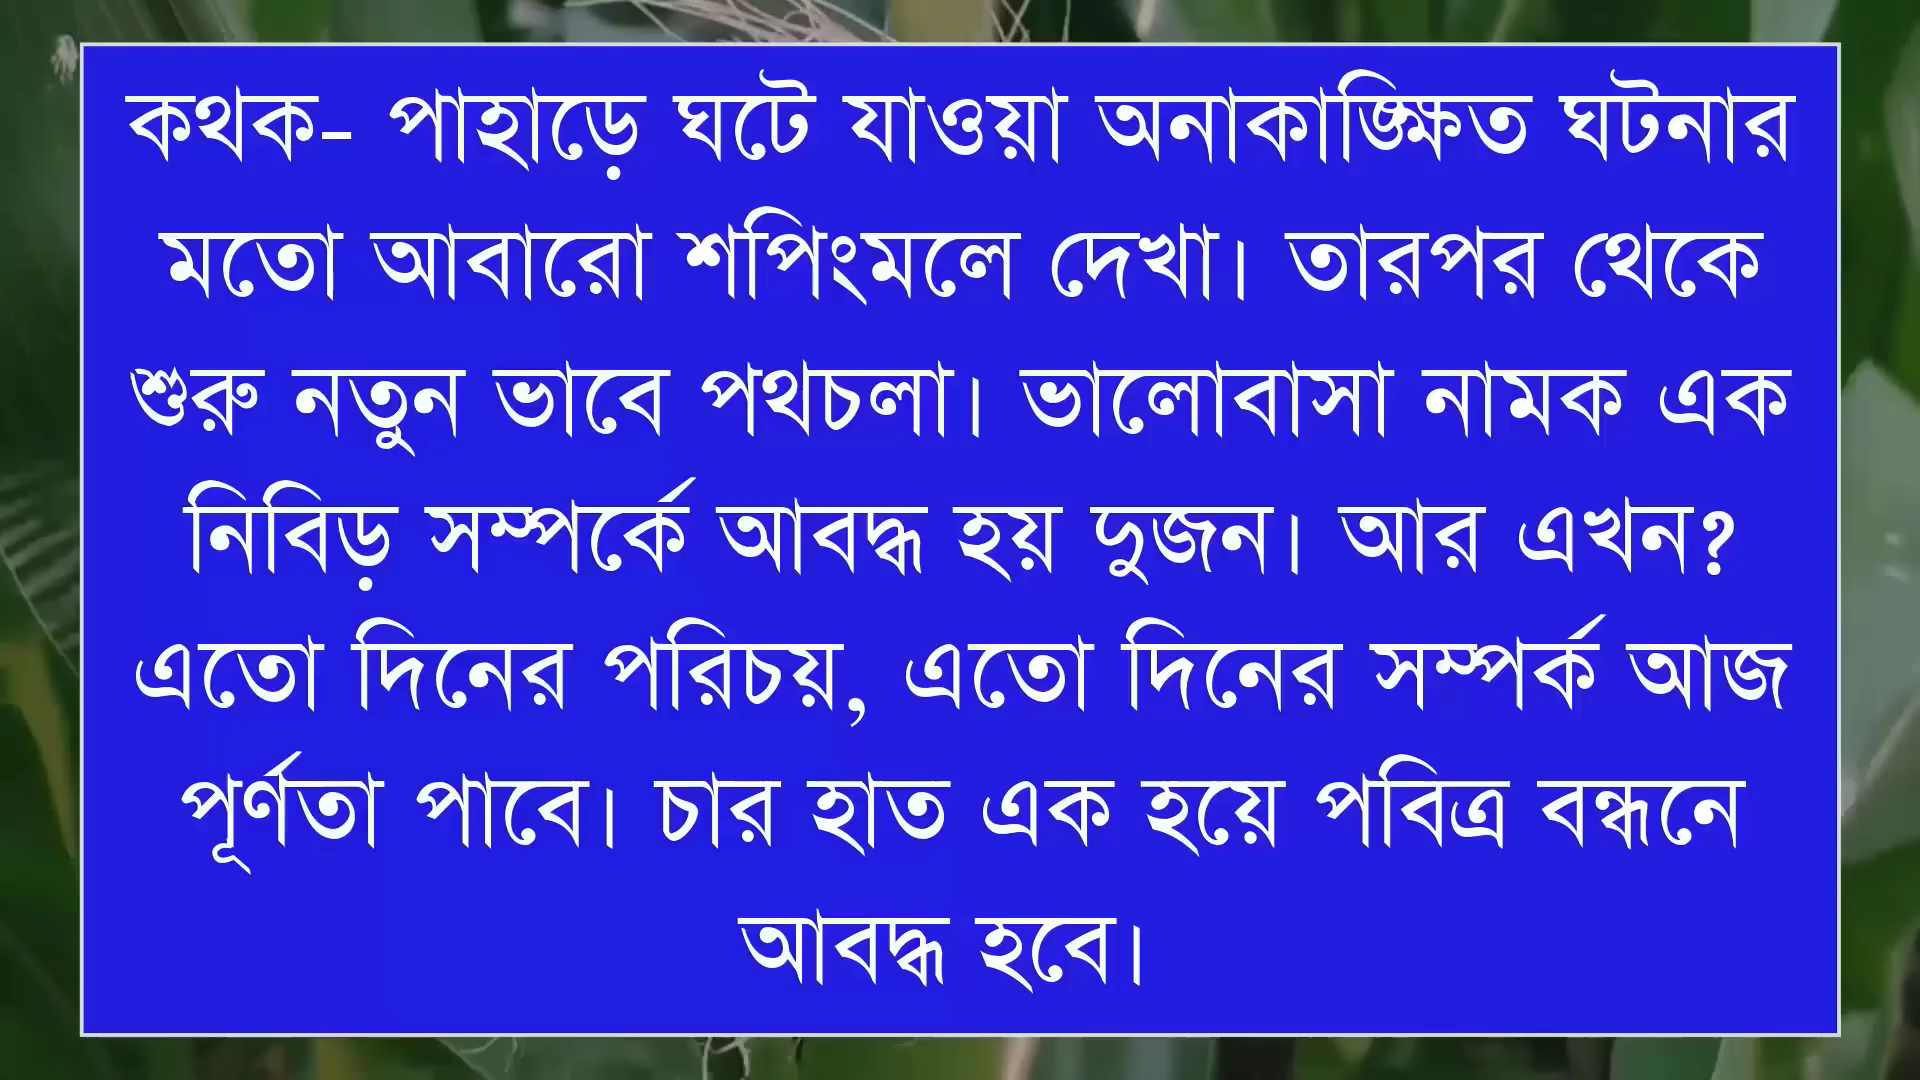 কথক- পাহাড়ে ঘটে যাওয়া অনাকাঙ্ক্ষিত ঘটনার
মতো আবারো শপিংমলে দেখা। তারপর থেকে
শুরু নতুন ভাবে পথচলা। ভালোবাসা নামক এক
নিবিড় সম্পর্কে আবদ্ধ হয় দুজন। আর এখন?
এতো দিনের পরিচয়, এতো দিনের সম্পর্ক আজ
পূর্ণতা পাবে। চার হাত এক হয়ে পবিত্র বন্ধনে
আবদ্ধ হবে।